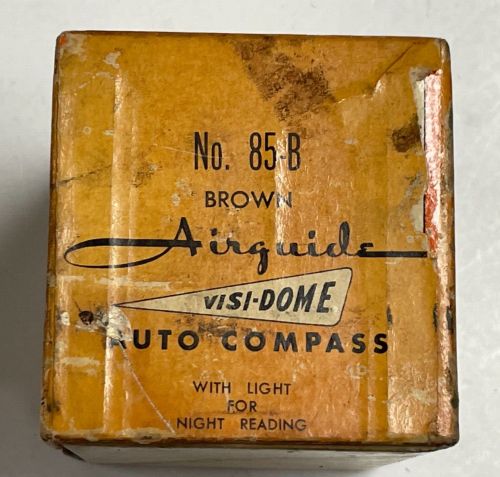 No. 85-B
BROWN
Airguide
VISI-DOME
AUTO COMPASS
WITH LIGHT
FOR
NIGHT READING